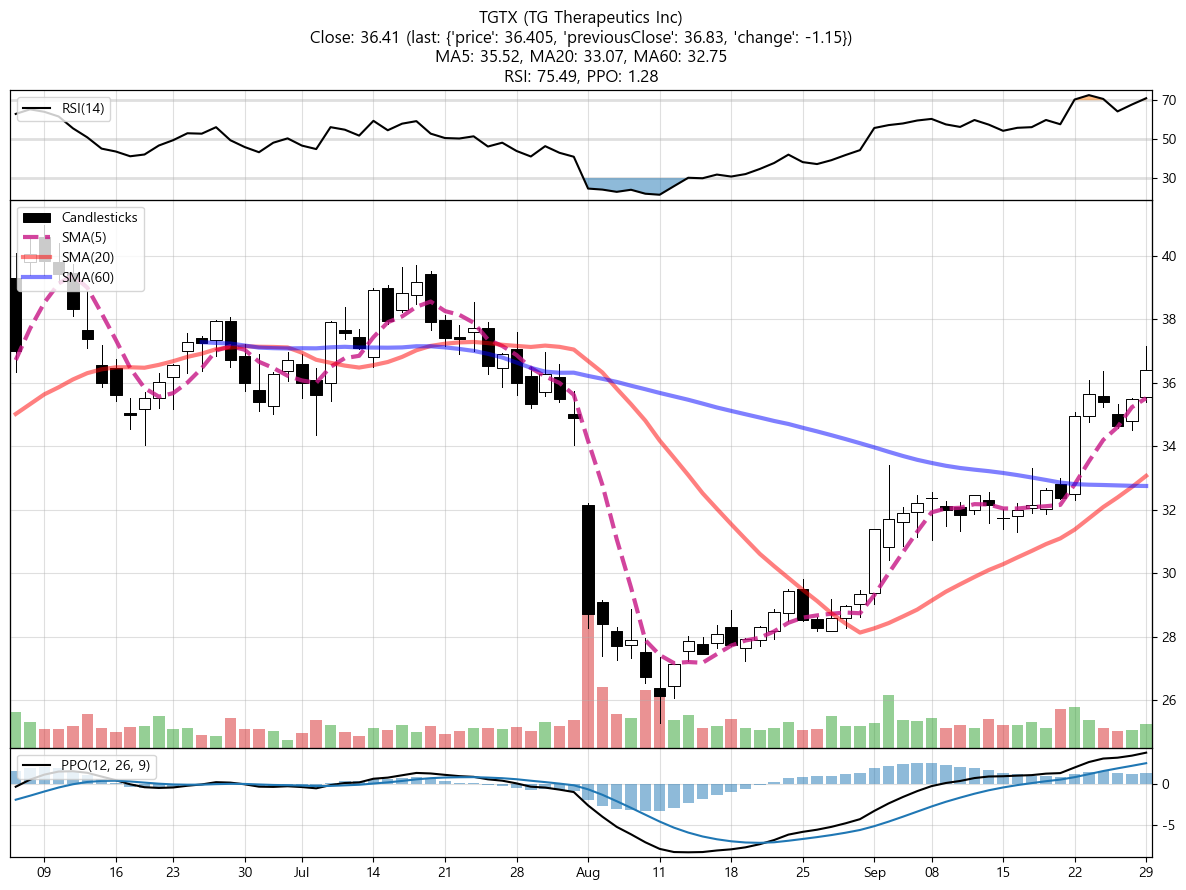 TGTX (TG Therapeutics Inc)
Close: 36.41 (last: {'price': 36.405, 'previousClose': 36.83, 'change': -1.15})
MA5: 35.52, MA20: 33.07, MA60: 32.75
RSI: 75.49, PPO: 1.28
RSI(14)
70
50
30
Candlesticks
SMA(5)
SMA(20)
SMA(60)
40
38
36
34
32
30
28
26
PPO(12, 26, 9)
0
-5
09 16 23 30 Jul 14 21 28 Aug 11 18 25 Sep 08 15 22 29